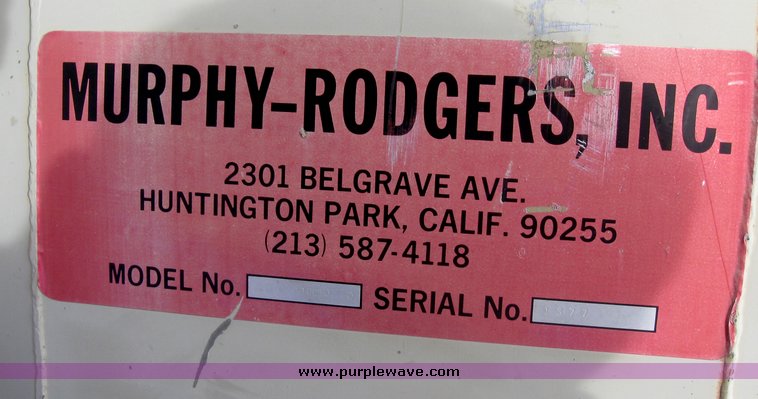 MURPHY-RODGERS, INC.
2301 BELGRAVE AVE.
HUNTINGTON PARK, CALIF. 90255
(213) 587-4118
MODEL No.
SERIAL No.
www.purplewave.com